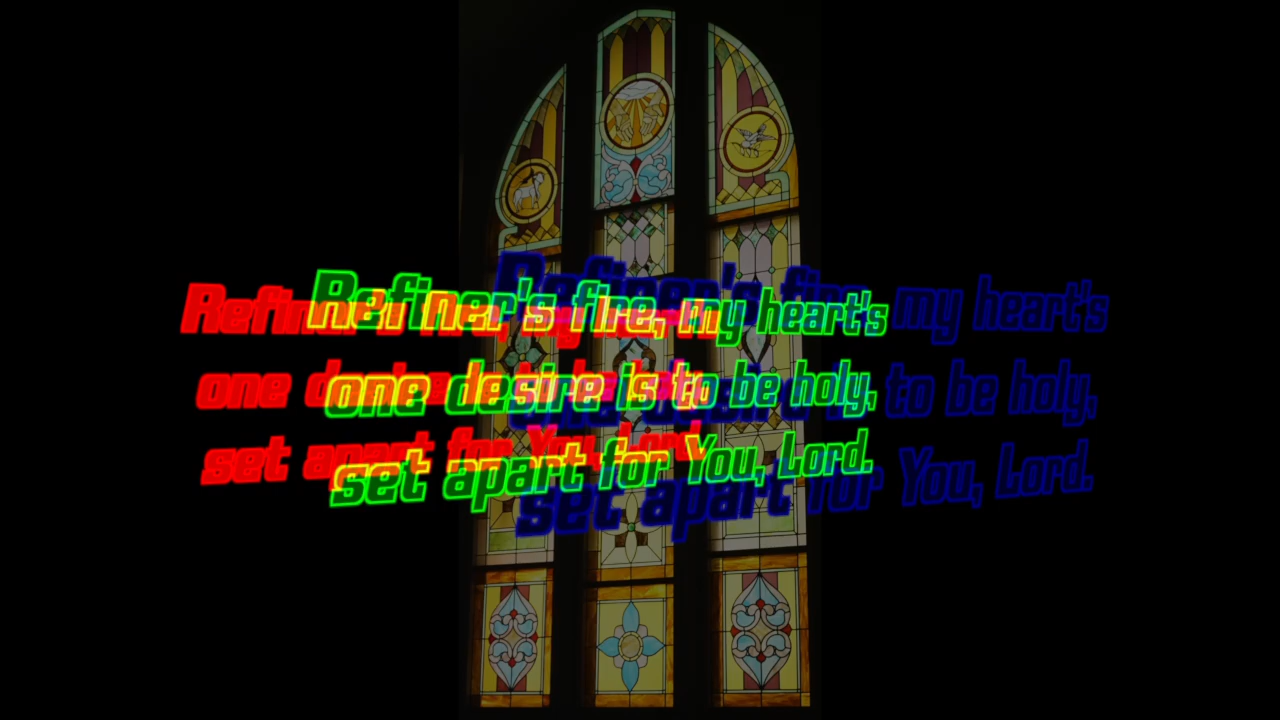 Refiner's fire, my heart's
one desire is to be holy,
set apart for You, Lord.